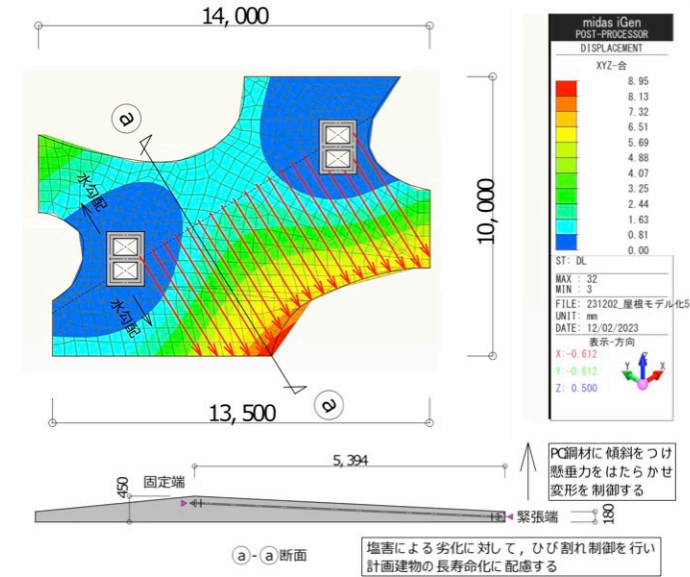 14,000
ⓐ
水勾配
水勾配
ⓐ
10,000
13,500
midas iGen
POST-PROCESSOR
DISPLACEMENT
XYZ-合
8.95
8.13
7.32
6.51
5.69
4.88
4.07
3.25
2.44
1.63
0.81
0.00
ST: DL
MAX : 32
MIN : 3
FILE: 231202_屋根モデル化5
UNIT: mm
DATE: 12/02/2023
表示-方向
X:-0.612
Y:-0.612
Z: 0.500
Z
Y
X
5,394
450
固定端
緊張端
180
ⓐ-ⓐ断面
PC鋼材に傾斜をつけ
懸垂力をはたらかせ
変形を制御する
塩害による劣化に対して，ひび割れ制御を行い
計画建物の長寿命化に配慮する